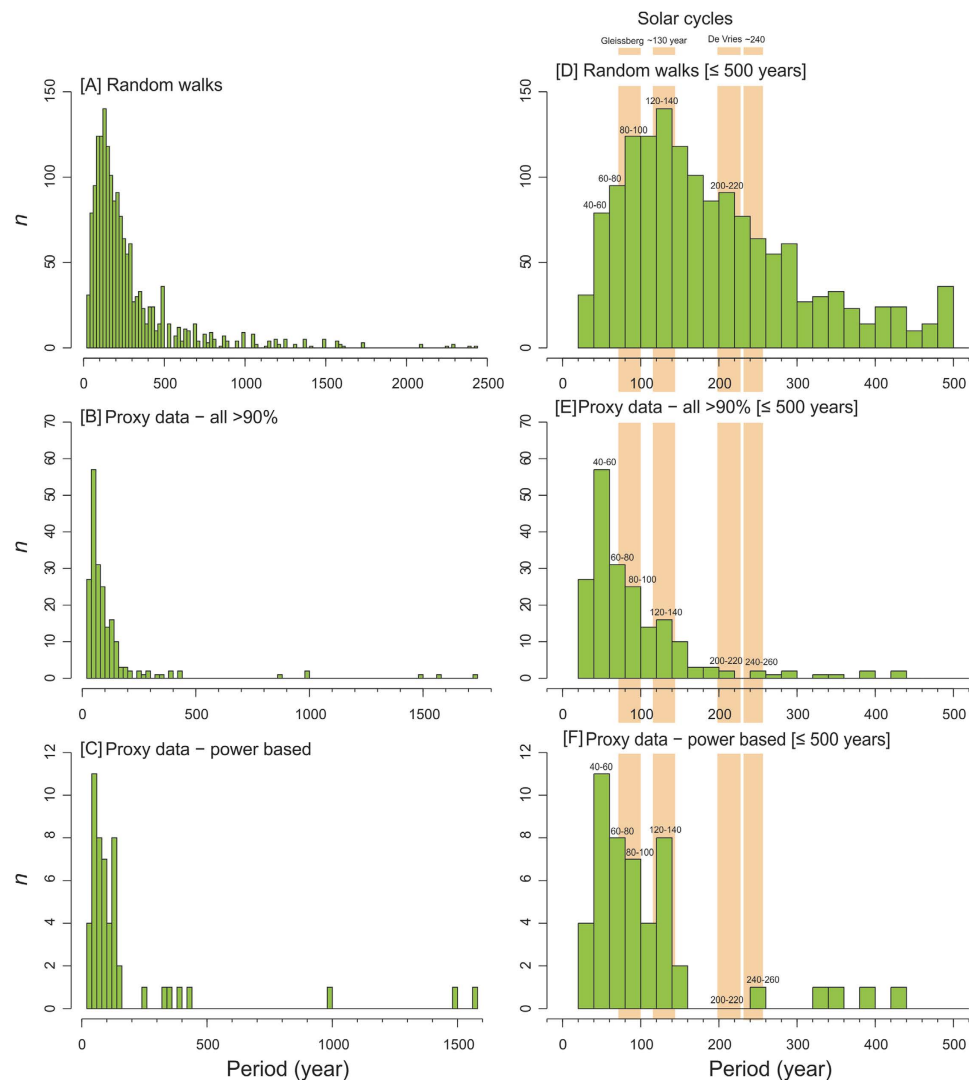 Solar cycles
Gleissberg ~130 year De Vries ~240
[A] Random walks
n
0 50 100 150
0 500 1000 1500 2000 2500
[D] Random walks [≤ 500 years]
0 50 100 150
40-60 60-80 80-100 120-140 200-220
0 100 200 300 400 500
[B] Proxy data − all >90%
n
0 10 20 30 40 50 60 70
0 500 1000 1500
[E] Proxy data − all >90% [≤ 500 years]
0 10 20 30 40 50 60 70
40-60 60-80 80-100 120-140 200-220 240-260
0 100 200 300 400 500
[C] Proxy data − power based
n
0 2 4 6 8 10 12
0 500 1000 1500
Period (year)
[F] Proxy data − power based [≤ 500 years]
0 2 4 6 8 10 12
40-60 60-80 80-100 120-140 200-220 240-260
0 100 200 300 400 500
Period (year)